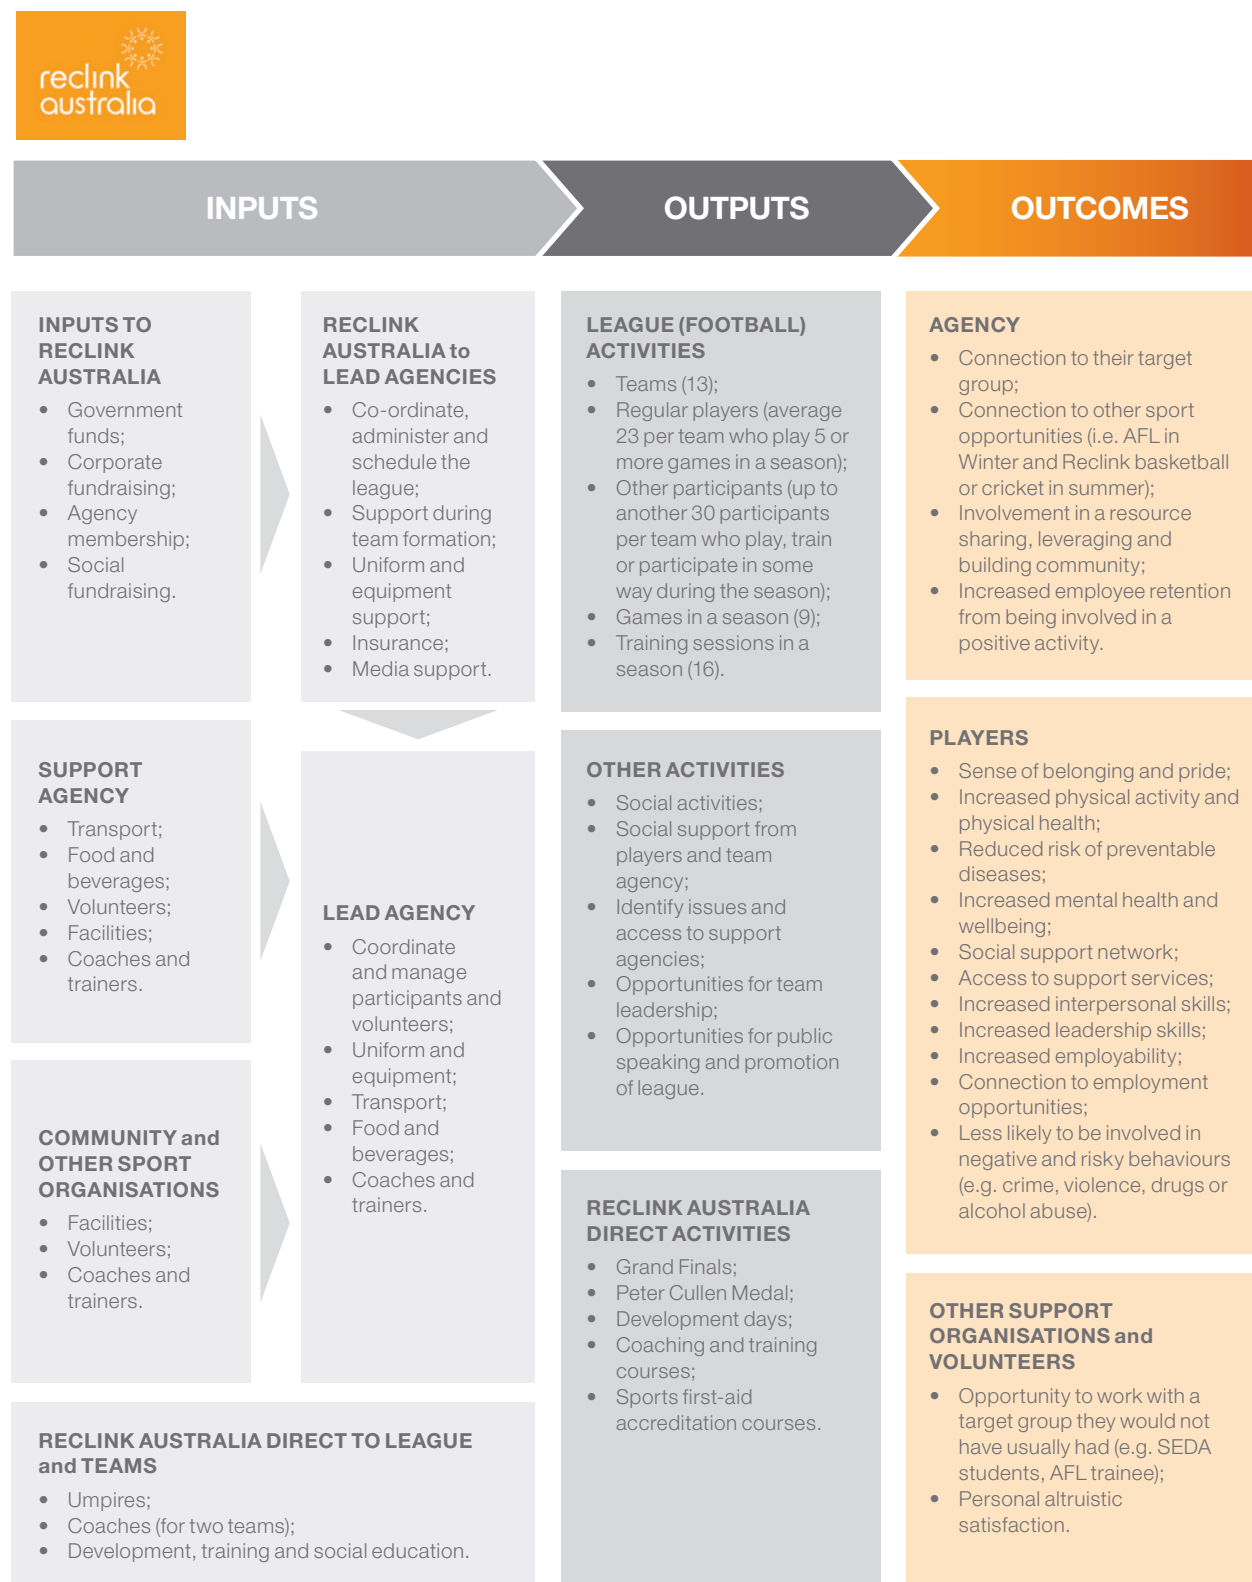 reclink
australia
INPUTS
OUTPUTS
OUTCOMES
INPUTS TO
RECLINK
AUSTRALIA
• Government
funds;
• Corporate
fundraising;
• Agency
membership;
• Social
fundraising.
RECLINK
AUSTRALIA to
LEAD AGENCIES
• Co-ordinate,
administer and
schedule the
league;
• Support during
team formation;
• Uniform and
equipment
support;
• Insurance;
• Media support.
SUPPORT
AGENCY
• Transport;
• Food and
beverages;
• Volunteers;
• Facilities;
• Coaches and
trainers.
COMMUNITY and
OTHER SPORT
ORGANISATIONS
• Facilities;
• Volunteers;
• Coaches and
trainers.
LEAD AGENCY
• Coordinate
and manage
participants and
volunteers;
• Uniform and
equipment;
• Transport;
• Food and
beverages;
• Coaches and
trainers.
RECLINK AUSTRALIA DIRECT TO LEAGUE
and TEAMS
• Umpires;
• Coaches (for two teams);
• Development, training and social education.
LEAGUE (FOOTBALL)
ACTIVITIES
• Teams (13);
• Regular players (average
23 per team who play 5 or
more games in a season);
• Other participants (up to
another 30 participants
per team who play, train
or participate in some
way during the season);
• Games in a season (9);
• Training sessions in a
season (16).
OTHER ACTIVITIES
• Social activities;
• Social support from
players and team
agency;
• Identify issues and
access to support
agencies;
• Opportunities for team
leadership;
• Opportunities for public
speaking and promotion
of league.
RECLINK AUSTRALIA
DIRECT ACTIVITIES
• Grand Finals;
• Peter Cullen Medal;
• Development days;
• Coaching and training
courses;
• Sports first-aid
accreditation courses.
AGENCY
• Connection to their target
group;
• Connection to other sport
opportunities (i.e. AFL in
Winter and Reclink basketball
or cricket in summer);
• Involvement in a resource
sharing, leveraging and
building community;
• Increased employee retention
from being involved in a
positive activity.
PLAYERS
• Sense of belonging and pride;
• Increased physical activity and
physical health;
• Reduced risk of preventable
diseases;
• Increased mental health and
wellbeing;
• Social support network;
• Access to support services;
• Increased interpersonal skills;
• Increased leadership skills;
• Increased employability;
• Connection to employment
opportunities;
• Less likely to be involved in
negative and risky behaviours
(e.g. crime, violence, drugs or
alcohol abuse).
OTHER SUPPORT
ORGANISATIONS and
VOLUNTEERS
• Opportunity to work with a
target group they would not
have usually had (e.g. SEDA
students, AFL trainee);
• Personal altruistic
satisfaction.